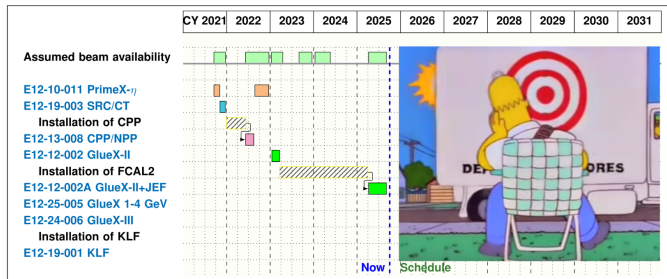 CY 2021 2022 2023 2024 2025 2026 2027 2028 2029 2030 2031
Assumed beam availability
E12-10-011 PrimeX-η
E12-19-003 SRC/CT
Installation of CPP
E12-13-008 CPP/NPP
E12-12-002 GlueX-II
Installation of FCAL2
E12-12-002A GlueX-II+JEF
E12-25-005 GlueX 1-4 GeV
E12-24-006 GlueX-III
Installation of KLF
E12-19-001 KLF
DE ORES
Now Schedule